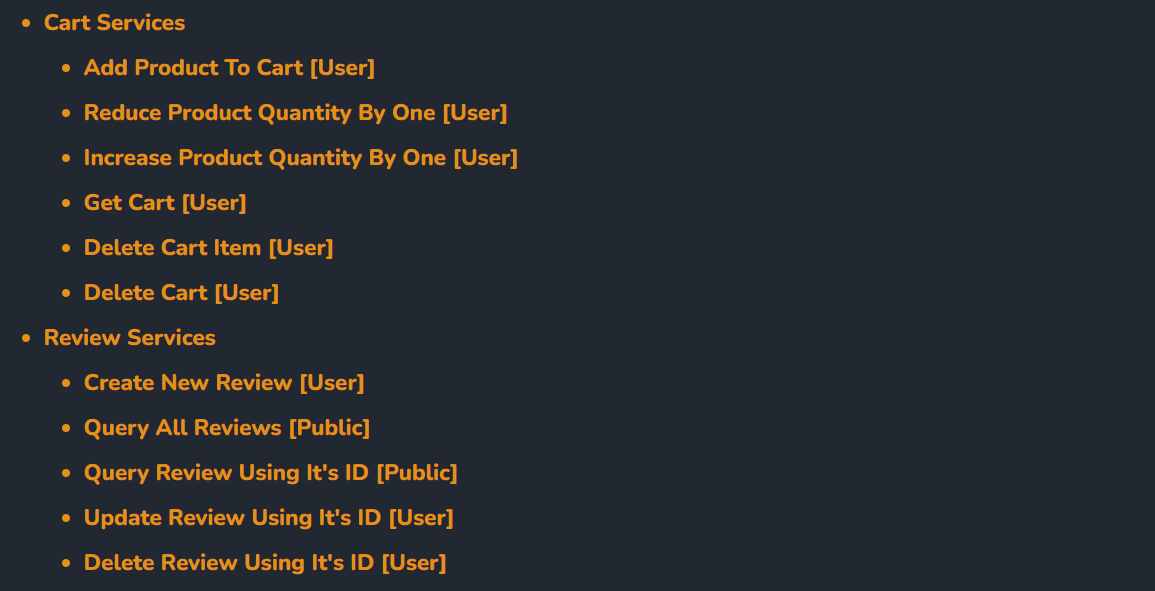 Cart Services
Add Product To Cart [User]
Reduce Product Quantity By One [User]
Increase Product Quantity By One [User]
Get Cart [User]
Delete Cart Item [User]
Delete Cart [User]
Review Services
Create New Review [User]
Query All Reviews [Public]
Query Review Using It's ID [Public]
Update Review Using It's ID [User]
Delete Review Using It's ID [User]